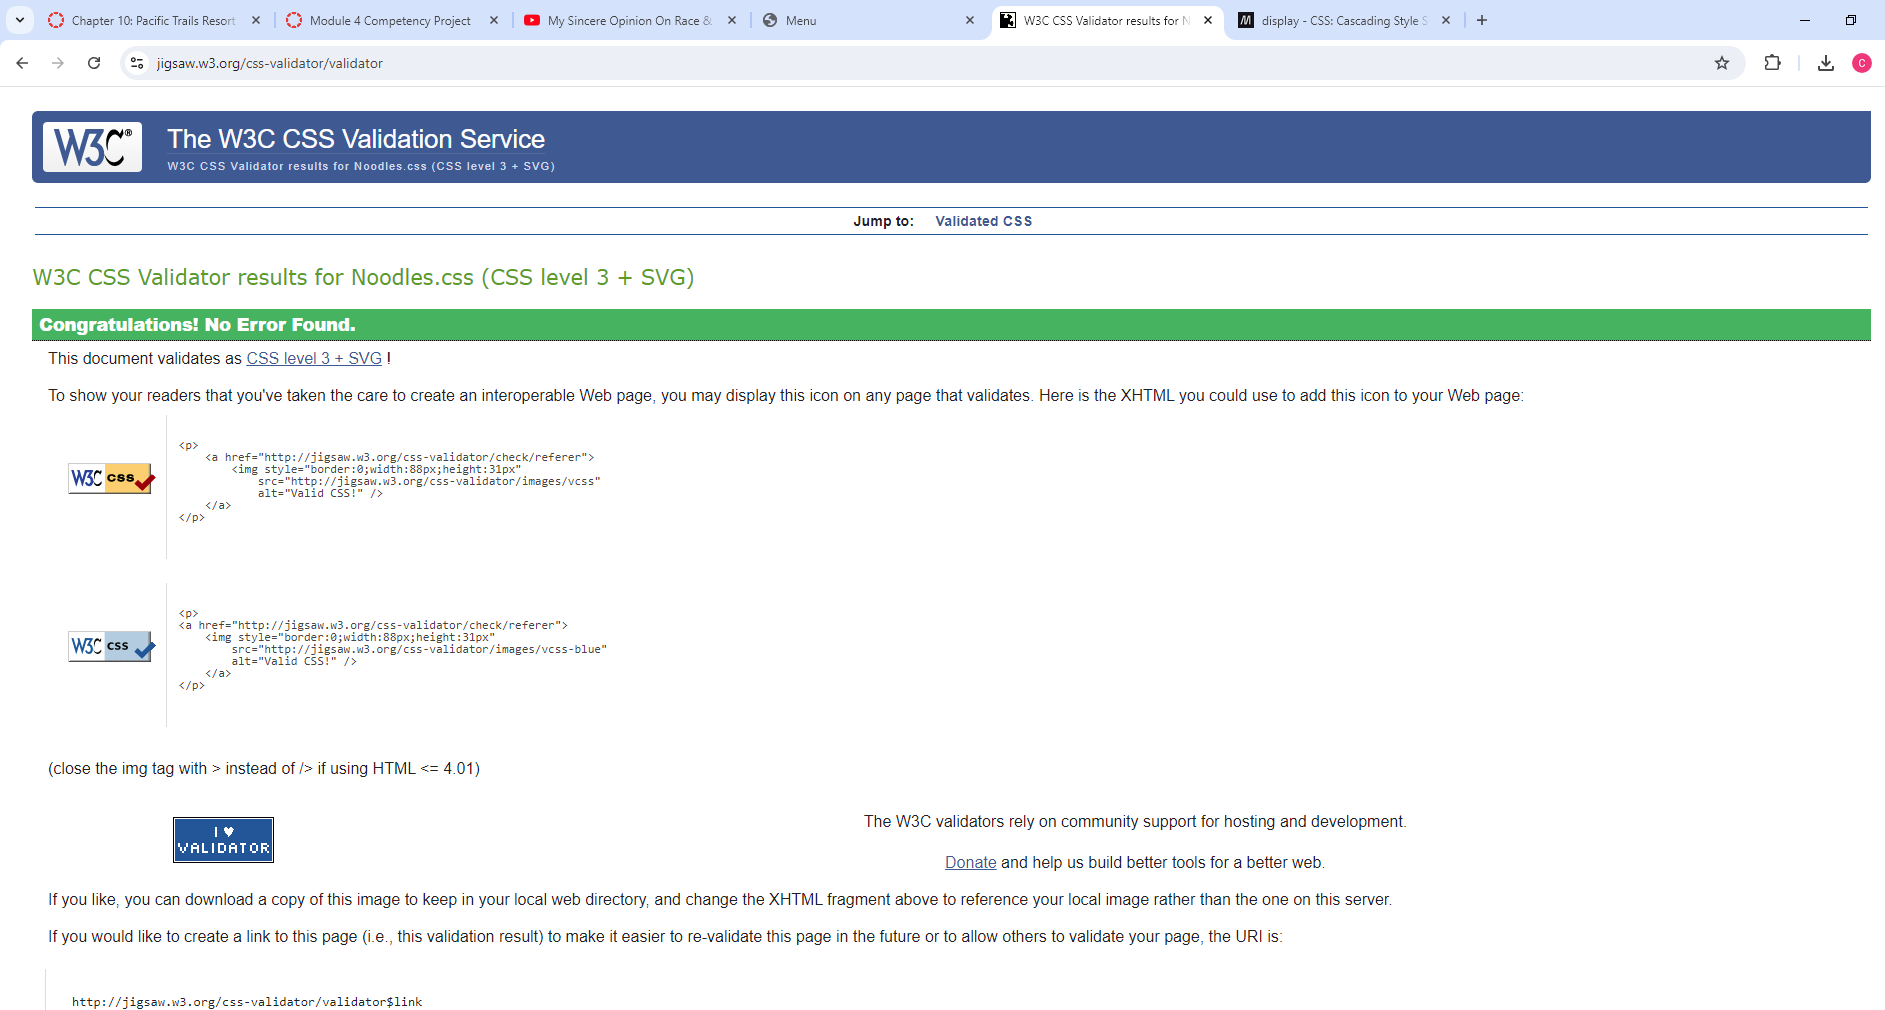 Chapter 10: Pacific Trails Resort
Module 4 Competency Project
My Sincere Opinion On Race &
Menu
W3C CSS Validator results for N
display - CSS: Cascading Style S
jigsaw.w3.org/css-validator/validator
C
W3C®
The W3C CSS Validation Service
W3C CSS Validator results for Noodles.css (CSS level 3 + SVG)
Jump to: Validated CSS
W3C CSS Validator results for Noodles.css (CSS level 3 + SVG)
Congratulations! No Error Found.
This document validates as CSS level 3 + SVG !
To show your readers that you've taken the care to create an interoperable Web page, you may display this icon on any page that validates. Here is the XHTML you could use to add this icon to your Web page:
W3C css
<p>
<a href="http://jigsaw.w3.org/css-validator/check/referer">
<img style="border:0;width:88px;height:31px"
src="http://jigsaw.w3.org/css-validator/images/vcss"
alt="Valid CSS!" />
</a>
</p>
W3C css
<p>
<a href="http://jigsaw.w3.org/css-validator/check/referer">
<img style="border:0;width:88px;height:31px"
src="http://jigsaw.w3.org/css-validator/images/vcss-blue"
alt="Valid CSS!" />
</a>
</p>
(close the img tag with > instead of /> if using HTML <= 4.01)
I ♥
VALIDATOR
The W3C validators rely on community support for hosting and development.
Donate and help us build better tools for a better web.
If you like, you can download a copy of this image to keep in your local web directory, and change the XHTML fragment above to reference your local image rather than the one on this server.
If you would like to create a link to this page (i.e., this validation result) to make it easier to re-validate this page in the future or to allow others to validate your page, the URI is:
http://jigsaw.w3.org/css-validator/validator$link